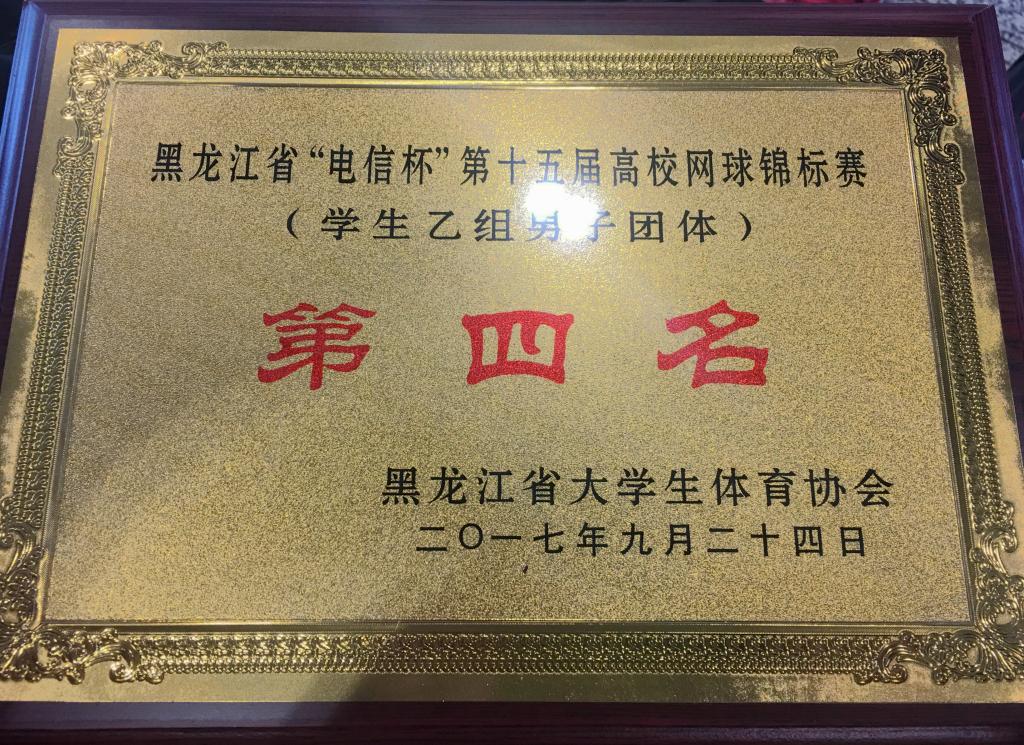 黑龙江省“电信杯”第十五届高校网球锦标赛
（学生乙组男子团体）
第四名
黑龙江省大学生体育协会
二〇一七年九月二十四日